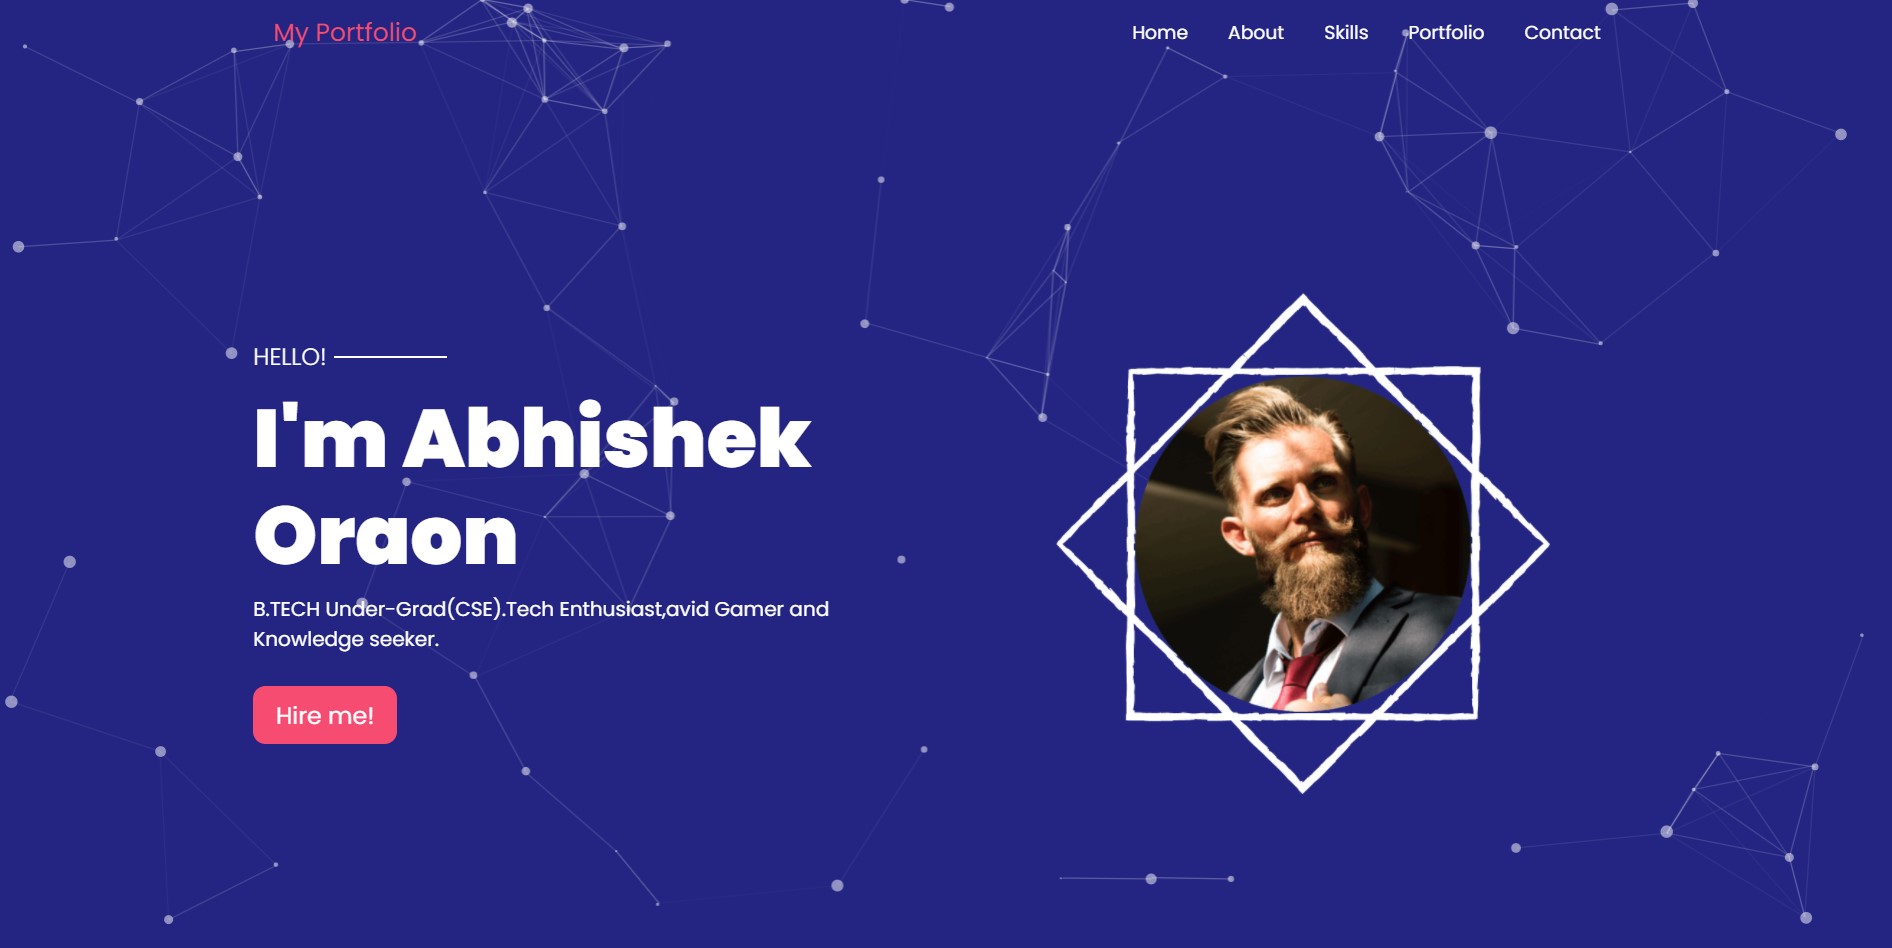 My Portfolio
Home About Skills Portfolio Contact
HELLO!
I'm Abhishek
Oraon
B.TECH Under-Grad(CSE).Tech Enthusiast,avid Gamer and
Knowledge seeker.
Hire me!